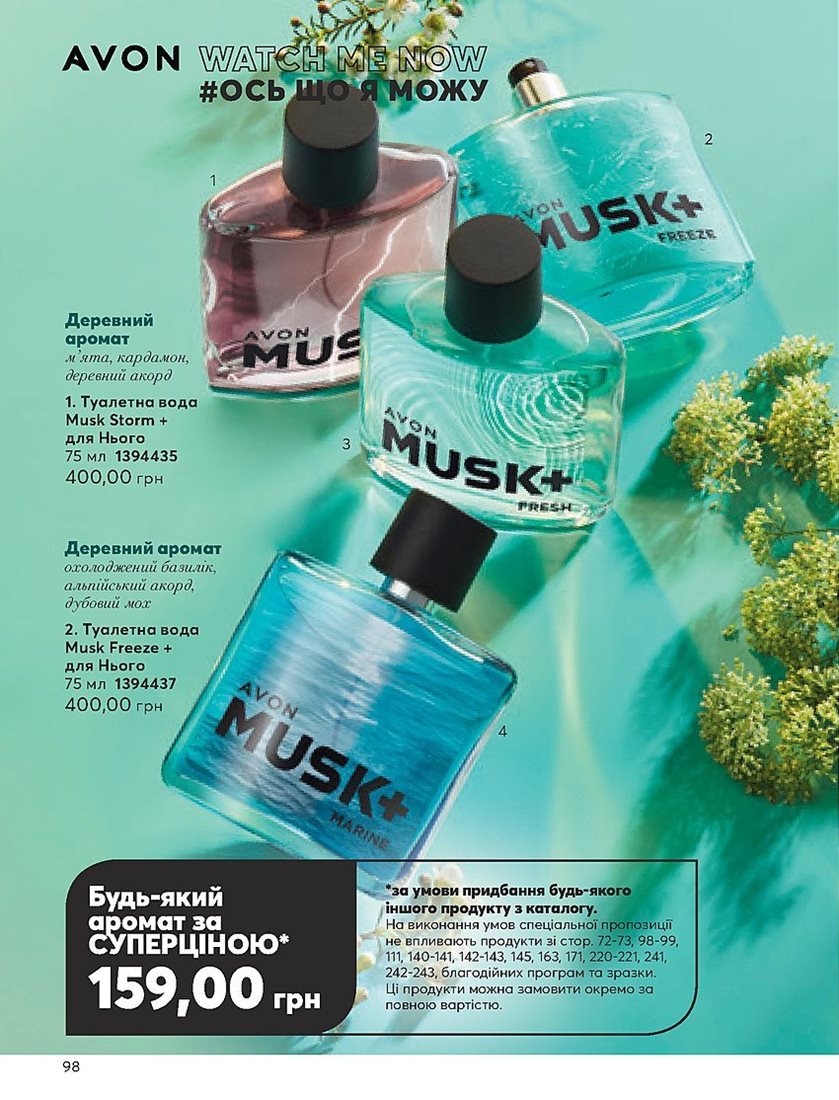 AVON WATCH ME NOW
#ОСЬ ЩО Я МОЖУ
1
2
AVON
MUSK+
FREEZE
AVON
MUS
3
AVON
MUSK+
FRESH
Деревний
аромат
м'ята, кардамон,
деревний акорд
1. Туалетна вода
Musk Storm +
для Нього
75 мл 1394435
400,00 грн
Деревний аромат
охолоджений базилік,
альпійський акорд,
дубовий мох
2. Туалетна вода
Musk Freeze +
для Нього
75 мл 1394437
400,00 грн
AVON
MUSK+
MARINE
4
Будь-який
аромат за
СУПЕРЦІНОЮ*
159,00 грн
*за умови придбання будь-якого
іншого продукту з каталогу.
На виконання умов спеціальної пропозиції
не впливають продукти зі стор. 72-73, 98-99,
111, 140-141, 142-143, 145, 163, 171, 220-221, 241,
242-243, благодійних програм та зразки.
Ці продукти можна замовити окремо за
повною вартістю.
98